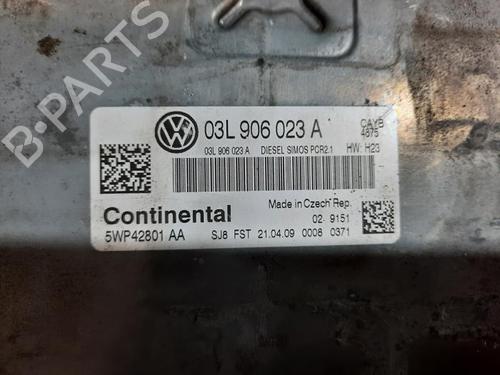 B-PARTS
03L 906 023 A
CAYB
4875
03L 906 023 A DIESEL SIMOS PCR2.1 HW: H23
Continental
Made in Czech Rep.
02- 9151
5WP42801 AA SJ8 FST 21.04.09 0008 0371